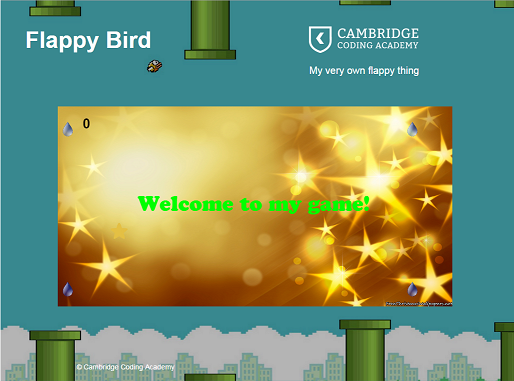 Flappy Bird
CAMBRIDGE
CODING ACADEMY
My very own flappy thing
0
Welcome to my game!
© Cambridge Coding Academy